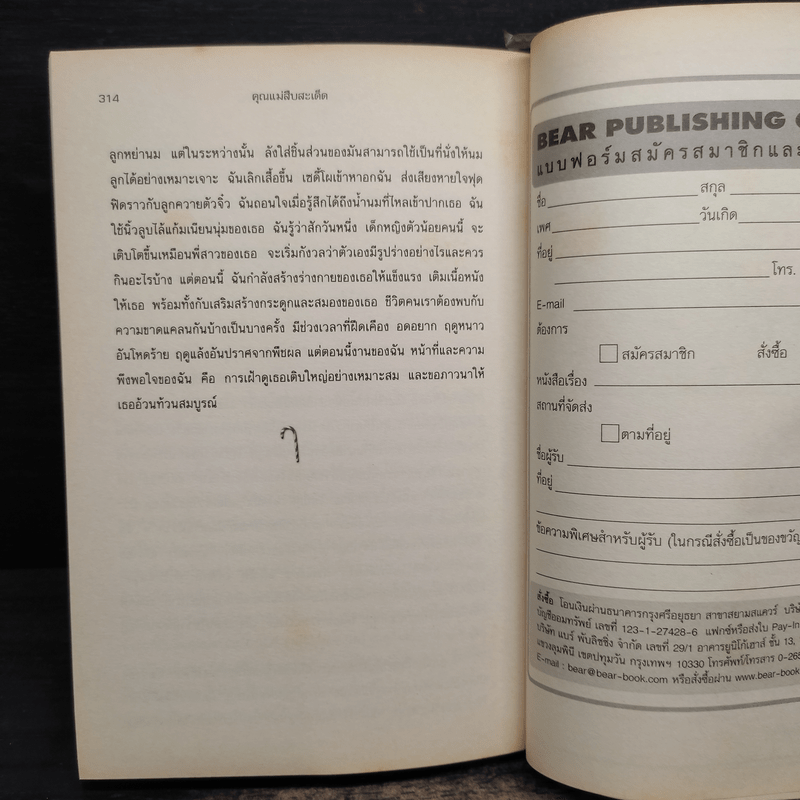 314
คุณแม่สืบสะเด็ด
ลูกหย่านม แต่ในระหว่างนั้น ลังใส่ชิ้นส่วนของมันสามารถใช้เป็นที่นั่งให้นม
ลูกได้อย่างเหมาะเจาะ ฉันเลิกเสื้อขึ้น เซตี้โผเข้าหาอกฉัน ส่งเสียงหายใจฟุด
ฟิดราวกับลูกควายตัวจิ๋ว ฉันถอนใจเมื่อรู้สึกได้ถึงน้ำนมที่ไหลเข้าปากเธอ ฉัน
ใช้นิ้วลูบไล้แก้มเนียนนุ่มของเธอ ฉันรู้ว่าสักวันหนึ่ง เด็กหญิงตัวน้อยคนนี้ จะ
เติบโตขึ้นเหมือนพี่สาวของเธอ จะเริ่มกังวลว่าตัวเองมีรูปร่างอย่างไรและควร
กินอะไรบ้าง แต่ตอนนี้ ฉันกำลังสร้างร่างกายของเธอให้แข็งแรง เติมเนื้อหนัง
ให้เธอ พร้อมทั้งกับเสริมสร้างกระดูกและสมองของเธอ ชีวิตคนเราต้องพบกับ
ความขาดแคลนกันบ้างเป็นบางครั้ง มีช่วงเวลาที่ฝืดเคือง อดอยาก ฤดูหนาว
อันโหดร้าย ฤดูแล้งอันปราศจากพืชผล แต่ตอนนี้งานของฉัน หน้าที่และความ
พึงพอใจของฉัน คือ การเฝ้าดูเธอเติบใหญ่อย่างเหมาะสม และขอภาวนาให้
เธออ้วนท้วนสมบูรณ์
BEAR PUBLISHING
แบบฟอร์มสมัครสมาชิกและ
ชื่อ สกุล
เพศ วันเกิด
ที่อยู่
โทร.
E-mail
ต้องการ
สมัครสมาชิก สั่งซื้อ
หนังสือเรื่อง
สถานที่จัดส่ง
ตามที่อยู่
ชื่อผู้รับ
ที่อยู่
ข้อความพิเศษสำหรับผู้รับ (ในกรณีสั่งซื้อเป็นของขวัญ
สั่งซื้อ โอนเงินผ่านธนาคารกรุงศรีอยุธยา สาขาสยามสแควร์ บริษั
บัญชีออมทรัพย์ เลขที่ 123-1-27428-6 แฟกซ์หรือส่งใบ Pay-In
บริษัท แบร์ พับลิชชิ่ง จำกัด เลขที่ 29/1 อาคารยูนิโก้เฮาส์ ชั้น 13,
แขวงลุมพินี เขตปทุมวัน กรุงเทพฯ 10330 โทรศัพท์/โทรสาร 0-265
E-mail : bear@bear-book.com หรือสั่งซื้อผ่าน www.bear-book